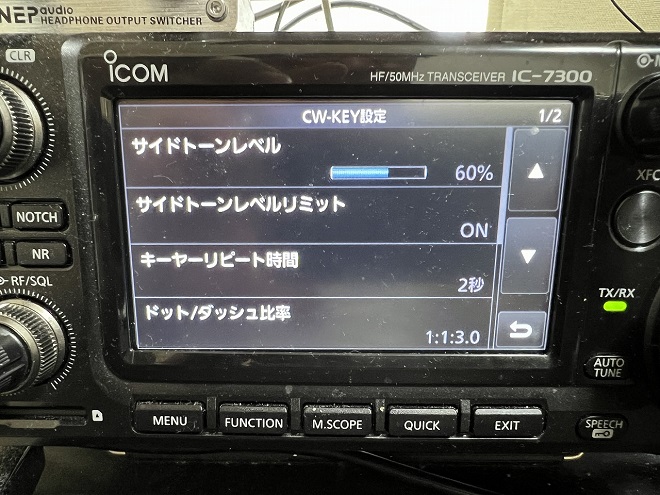 NEP audio
HEADPHONE OUTPUT SWITCHER
CLR
ICOM
HF/50MHz TRANSCEIVER IC-7300
CW-KEY設定 1/2
サイドトーンレベル
60%
サイドトーンレベルリミット
ON
キーヤーリピート時間
2秒
ドット/ダッシュ比率
1:1:3.0
NOTCH
NR
RF/SQL
XFC
TX/RX
AUTO TUNE
MENU FUNCTION M.SCOPE QUICK EXIT
SPEECH